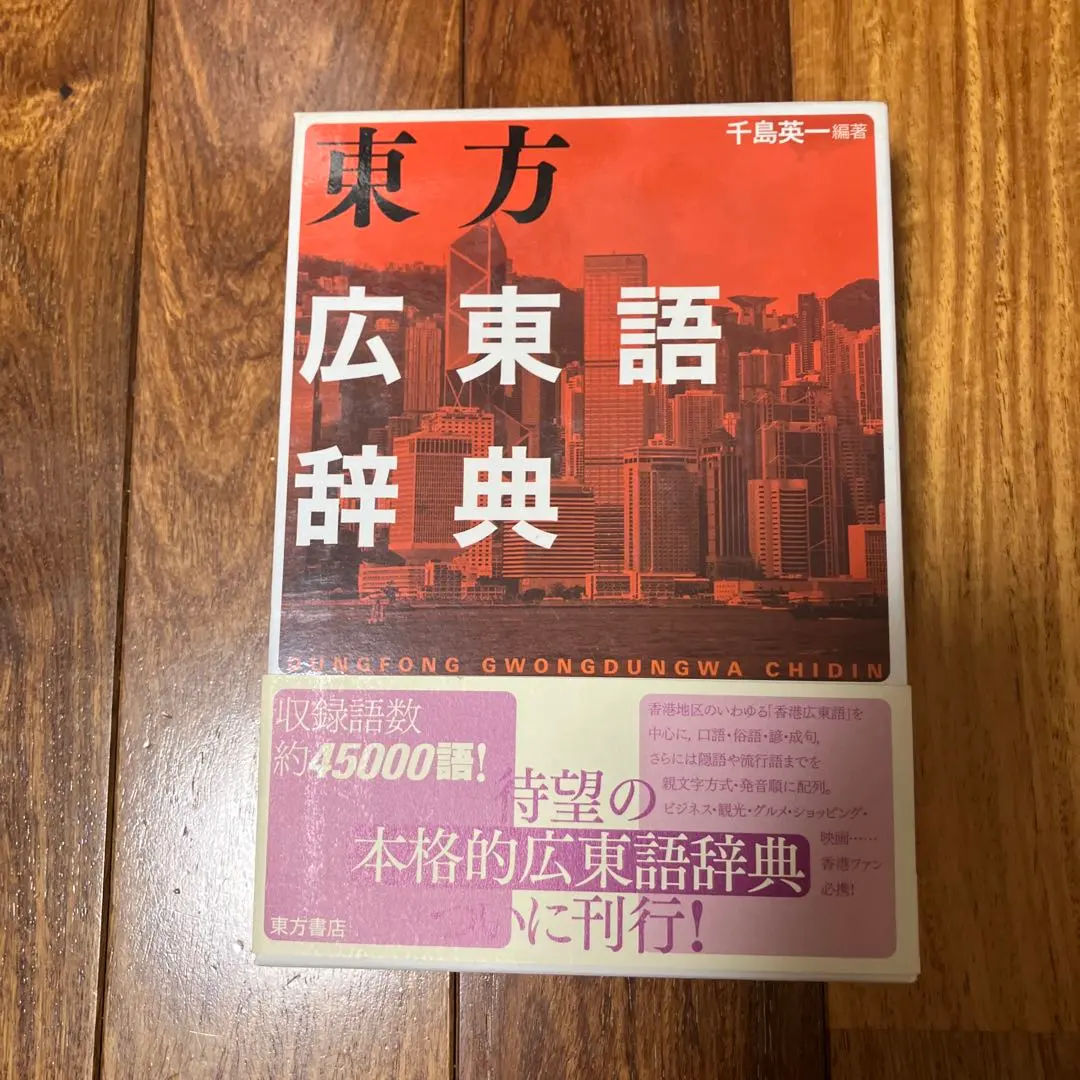 千島英一編著
東方
広東語
辞典
DUNGFONG GWONGDUNGWA CHIDIN
収録語数
約45000語!
待望の
本格的広東語辞典
ついに刊行!
東方書店
香港地区のいわゆる「香港広東語」を
中心に,口語・俗語・諺・成句,
さらには隠語や流行語までを
親文字方式・発音順に配列。
ビジネス・観光・グルメ・ショッピング・
映画……
香港ファン
必携!